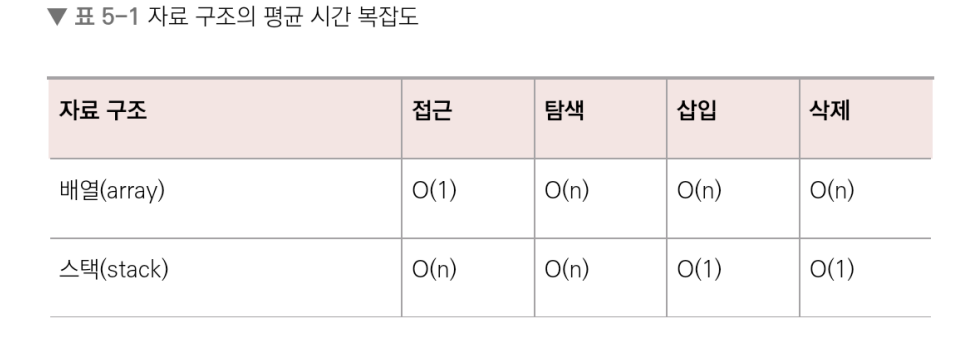 ▼ 표 5-1 자료 구조의 평균 시간 복잡도
자료 구조 접근 탐색 삽입 삭제
배열(array) O(1) O(n) O(n) O(n)
스택(stack) O(n) O(n) O(1) O(1)